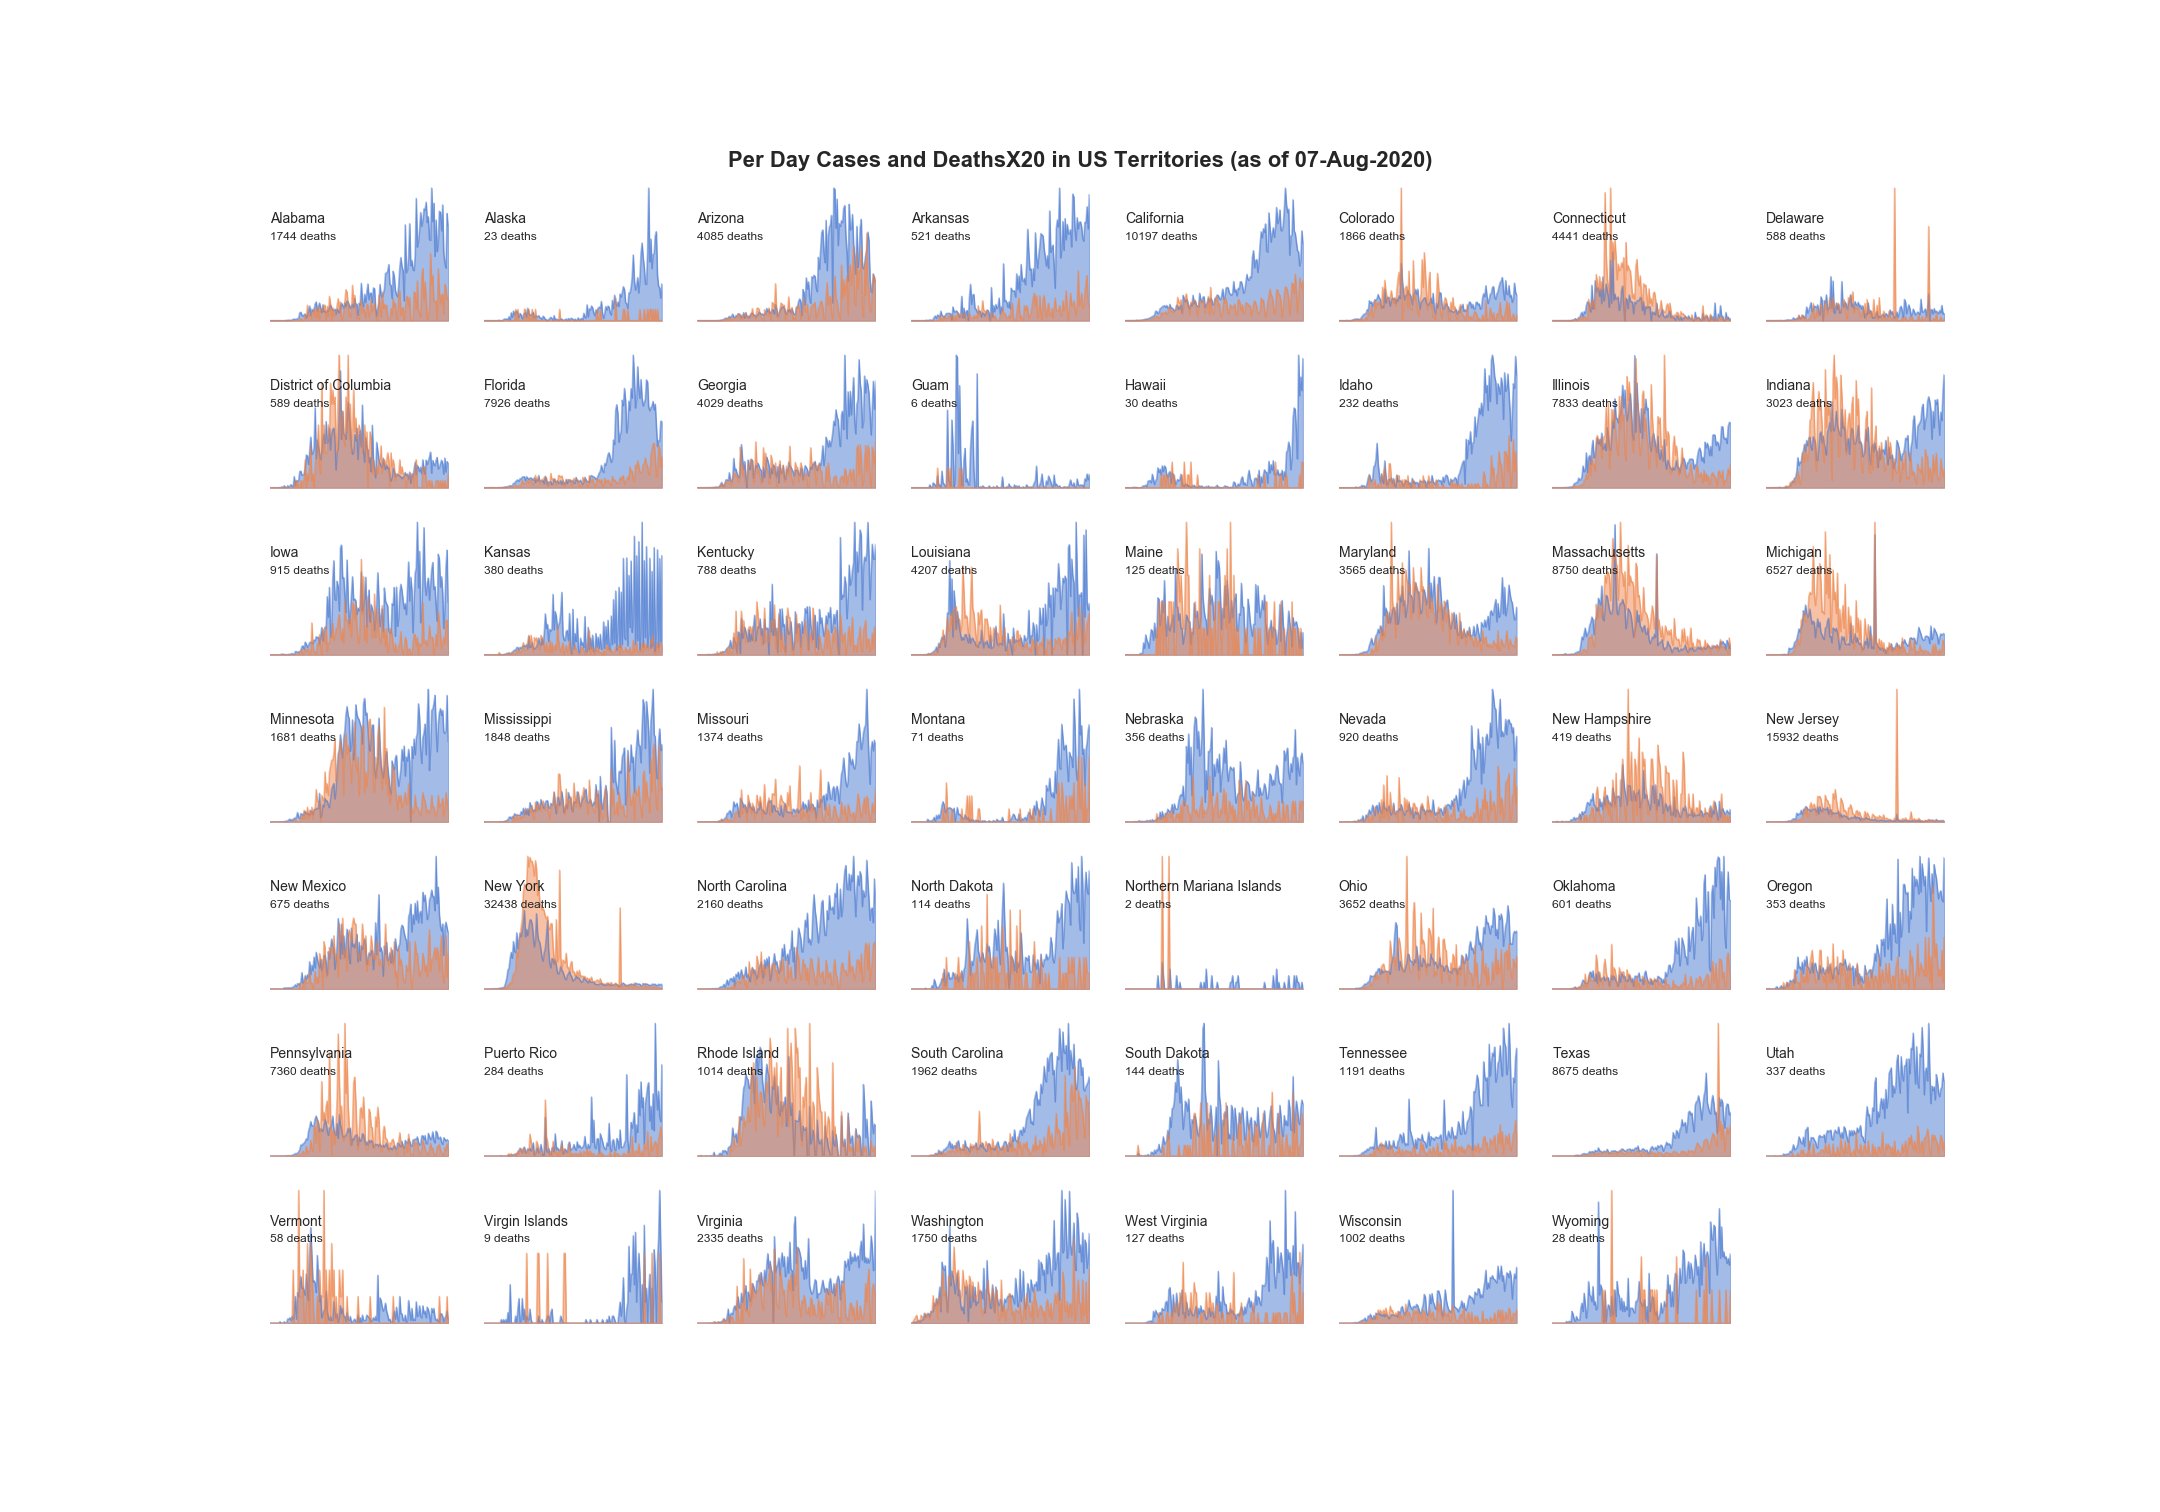 Per Day Cases and DeathsX20 in US Territories (as of 07-Aug-2020)
Alabama
1744 deaths
Alaska
23 deaths
Arizona
4085 deaths
Arkansas
521 deaths
California
10197 deaths
Colorado
1866 deaths
Connecticut
4441 deaths
Delaware
588 deaths
District of Columbia
589 deaths
Florida
7926 deaths
Georgia
4029 deaths
Guam
6 deaths
Hawaii
30 deaths
Idaho
232 deaths
Illinois
7833 deaths
Indiana
3023 deaths
Iowa
915 deaths
Kansas
380 deaths
Kentucky
788 deaths
Louisiana
4207 deaths
Maine
125 deaths
Maryland
3565 deaths
Massachusetts
8750 deaths
Michigan
6527 deaths
Minnesota
1681 deaths
Mississippi
1848 deaths
Missouri
1374 deaths
Montana
71 deaths
Nebraska
356 deaths
Nevada
920 deaths
New Hampshire
419 deaths
New Jersey
15932 deaths
New Mexico
675 deaths
New York
32438 deaths
North Carolina
2160 deaths
North Dakota
114 deaths
Northern Mariana Islands
2 deaths
Ohio
3652 deaths
Oklahoma
601 deaths
Oregon
353 deaths
Pennsylvania
7360 deaths
Puerto Rico
284 deaths
Rhode Island
1014 deaths
South Carolina
1962 deaths
South Dakota
144 deaths
Tennessee
1191 deaths
Texas
8675 deaths
Utah
337 deaths
Vermont
58 deaths
Virgin Islands
9 deaths
Virginia
2335 deaths
Washington
1750 deaths
West Virginia
127 deaths
Wisconsin
1002 deaths
Wyoming
28 deaths